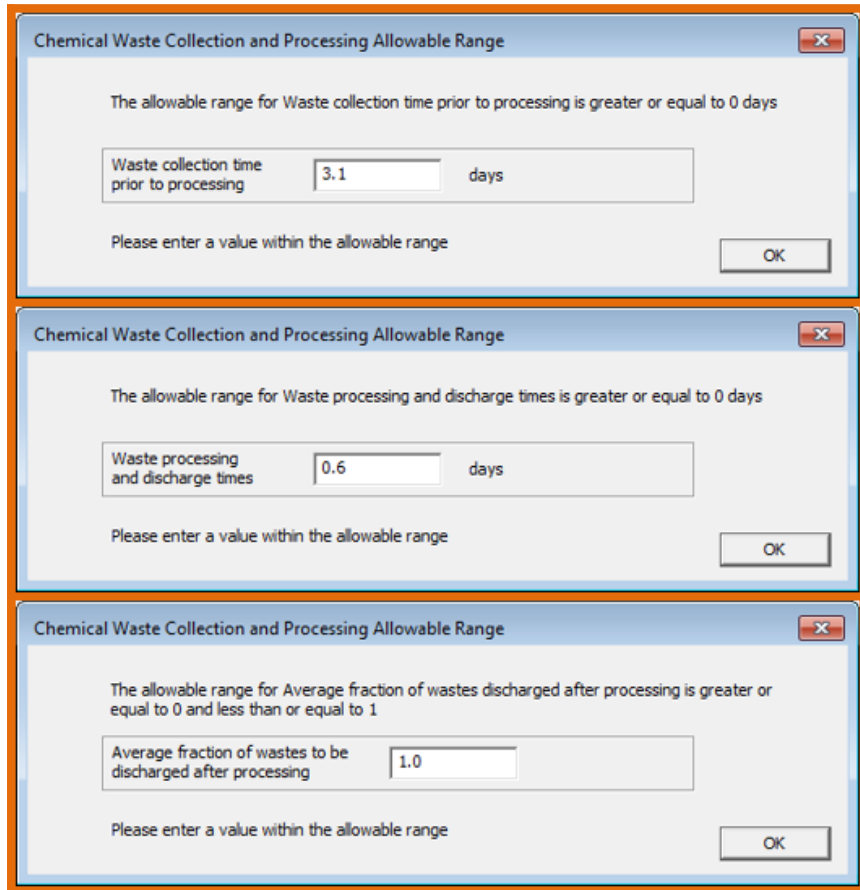 Chemical Waste Collection and Processing Allowable Range
The allowable range for Waste collection time prior to processing is greater or equal to 0 days
Waste collection time
prior to processing
3.1
days
Please enter a value within the allowable range
OK
Chemical Waste Collection and Processing Allowable Range
The allowable range for Waste processing and discharge times is greater or equal to 0 days
Waste processing
and discharge times
0.6
days
Please enter a value within the allowable range
OK
Chemical Waste Collection and Processing Allowable Range
The allowable range for Average fraction of wastes discharged after processing is greater or
equal to 0 and less than or equal to 1
Average fraction of wastes to be
discharged after processing
1.0
Please enter a value within the allowable range
OK